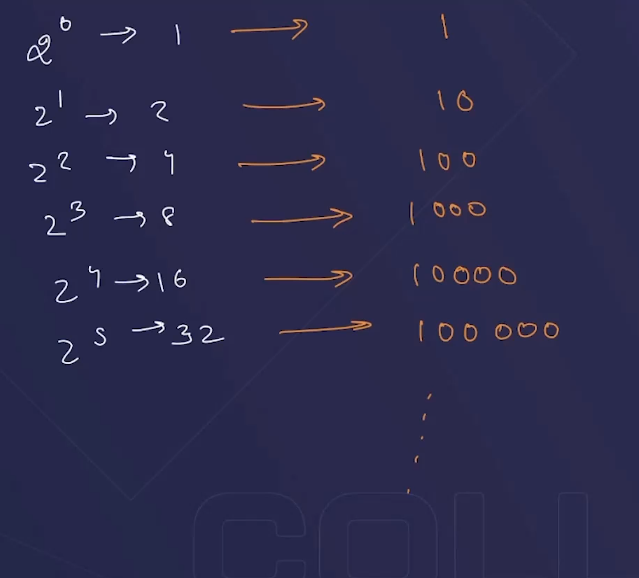 2⁰ → 1 → 1
2¹ → 2 → 10
2² → 4 → 100
2³ → 8 → 1000
2⁴ → 16 → 10000
2⁵ → 32 → 100000